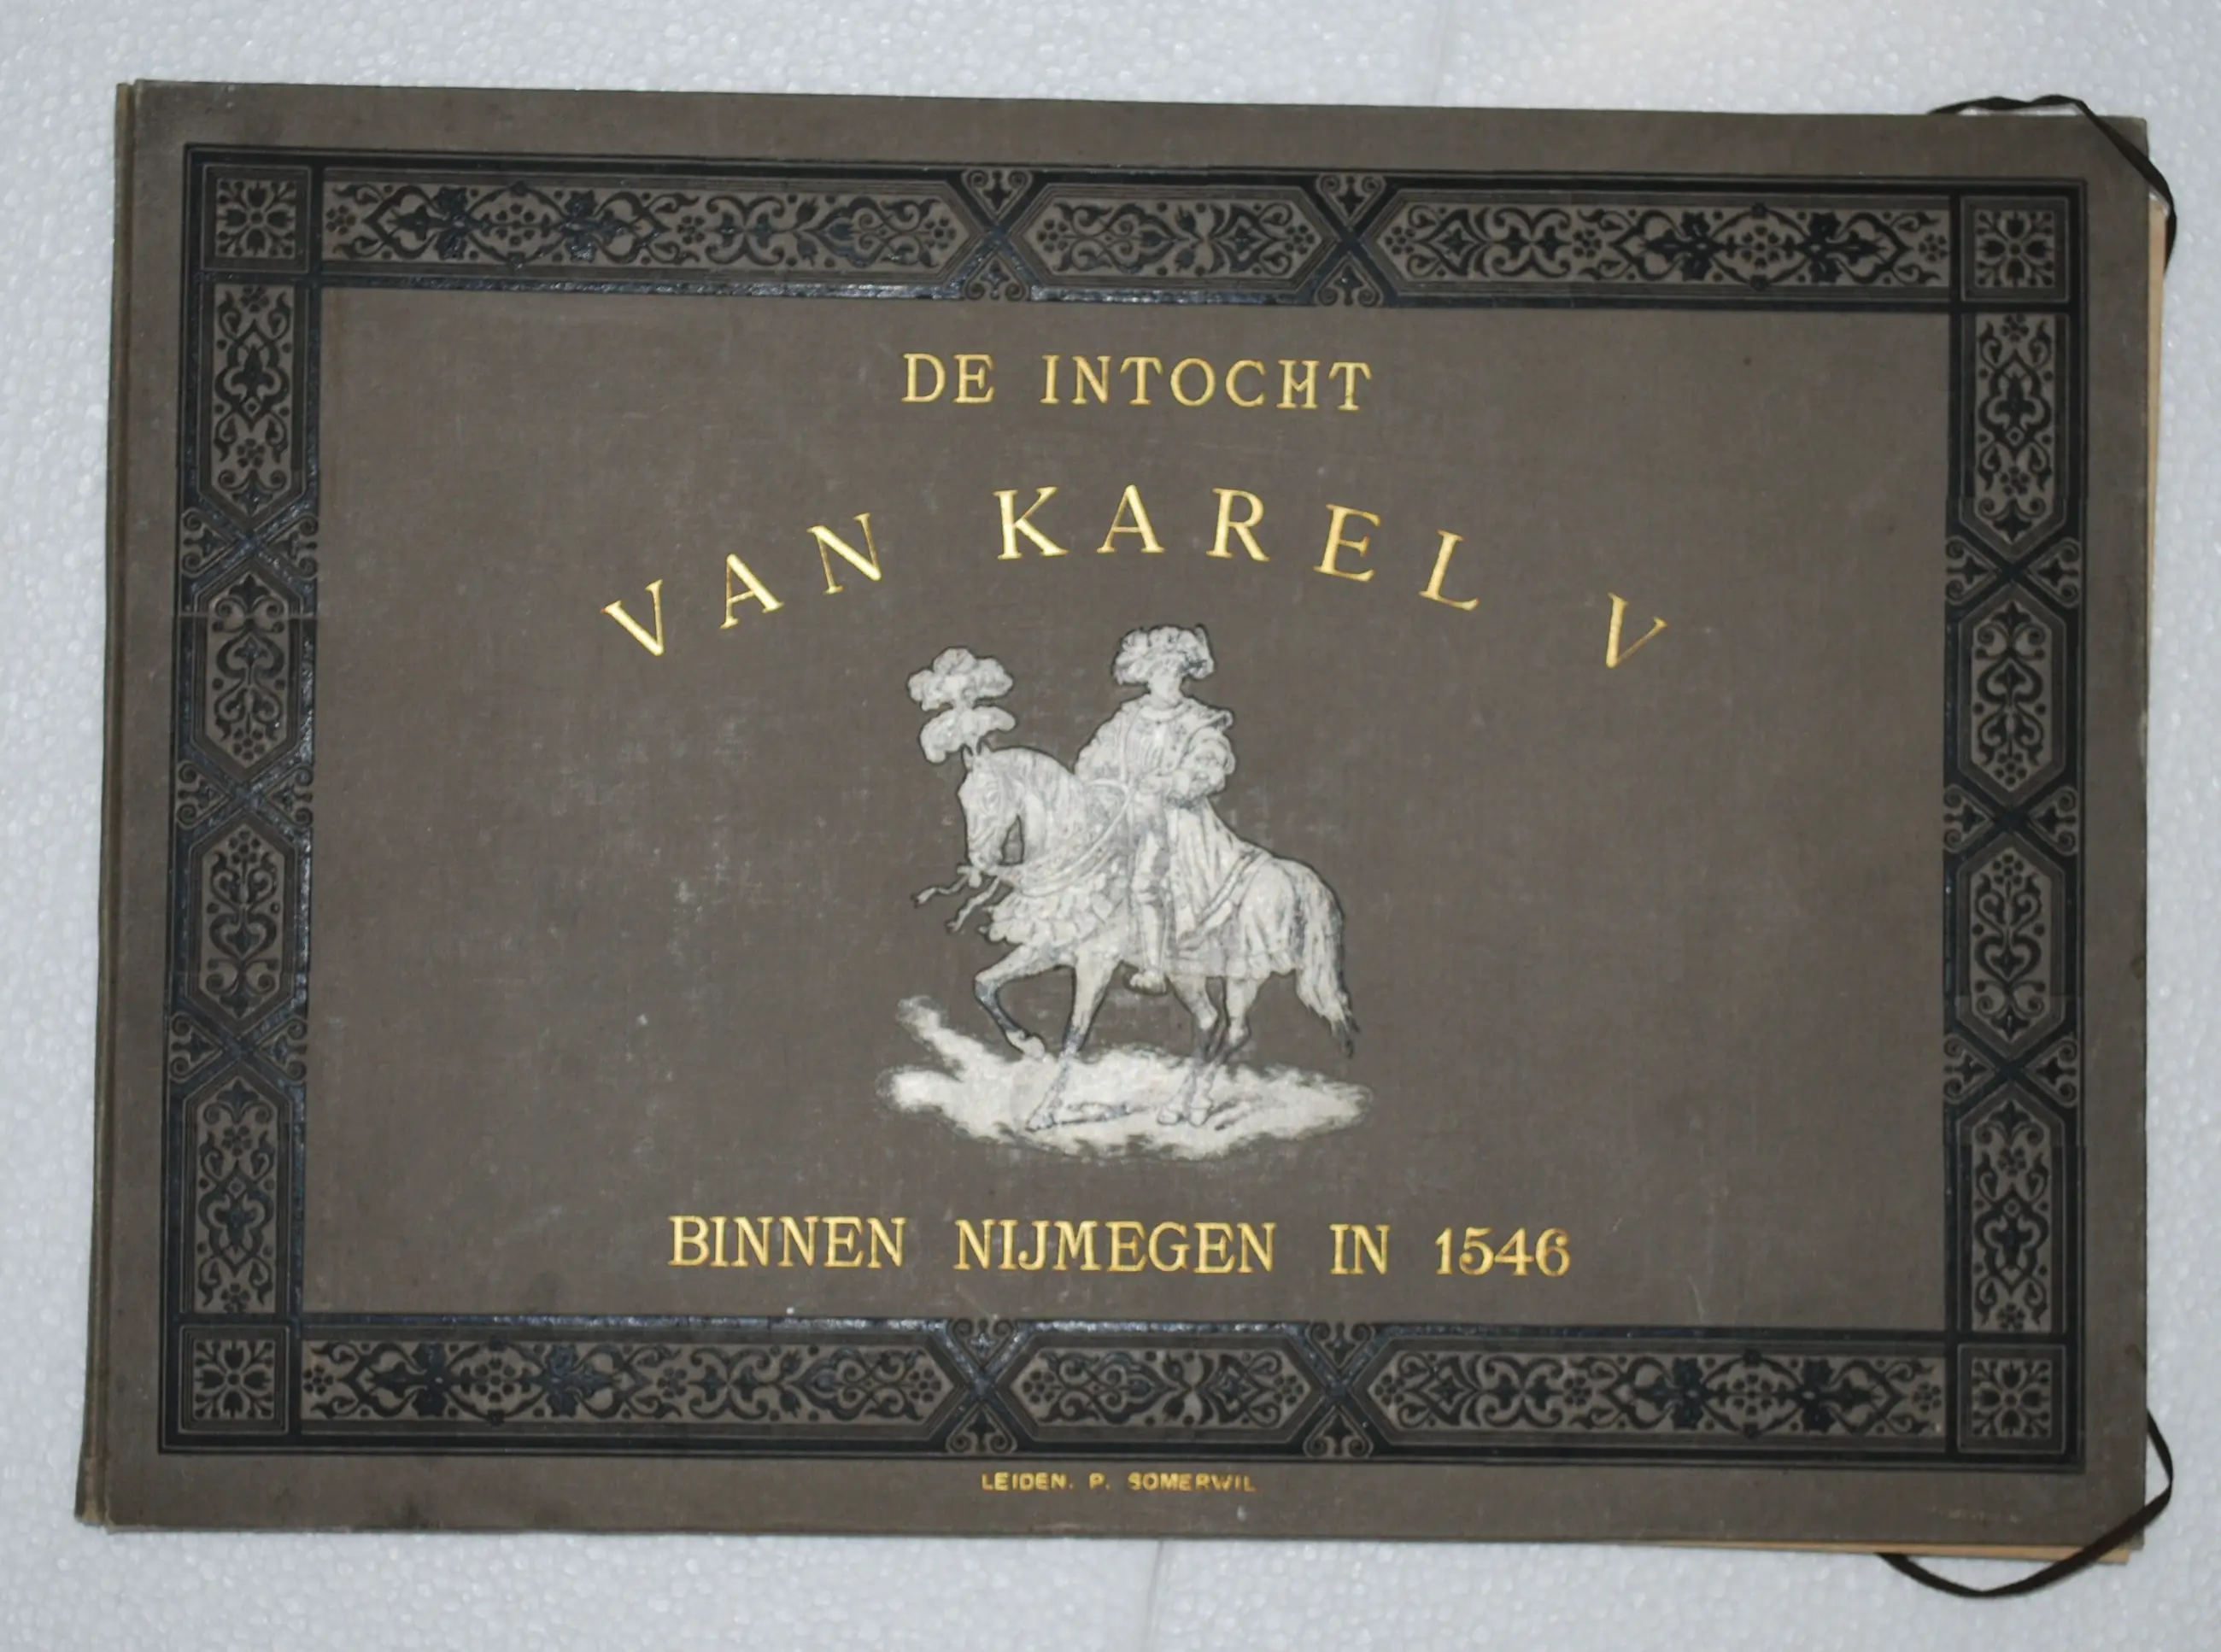 DE INTOCHT
VAN KAREL V
BINNEN NIJMEGEN IN 1546
LEIDEN. P. SOMERWIL